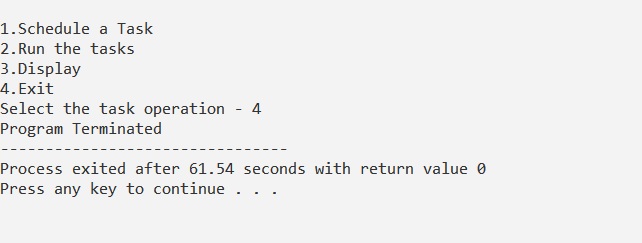 1.Schedule a Task
2.Run the tasks
3.Display
4.Exit
Select the task operation - 4
Program Terminated
--------------------------------
Process exited after 61.54 seconds with return value 0
Press any key to continue . . .